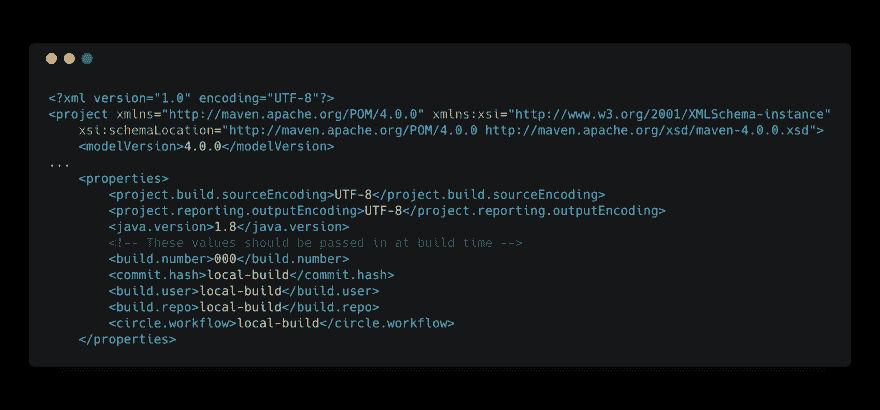 <?xml version="1.0" encoding="UTF-8"?>
<project xmlns="http://maven.apache.org/POM/4.0.0" xmlns:xsi="http://www.w3.org/2001/XMLSchema-instance"
    xsi:schemaLocation="http://maven.apache.org/POM/4.0.0 http://maven.apache.org/xsd/maven-4.0.0.xsd">
    <modelVersion>4.0.0</modelVersion>
...
    <properties>
        <project.build.sourceEncoding>UTF-8</project.build.sourceEncoding>
        <project.reporting.outputEncoding>UTF-8</project.reporting.outputEncoding>
        <java.version>1.8</java.version>
        <!-- These values should be passed in at build time -->
        <build.number>000</build.number>
        <commit.hash>local-build</commit.hash>
        <build.user>local-build</build.user>
        <build.repo>local-build</build.repo>
        <circle.workflow>local-build</circle.workflow>
    </properties>